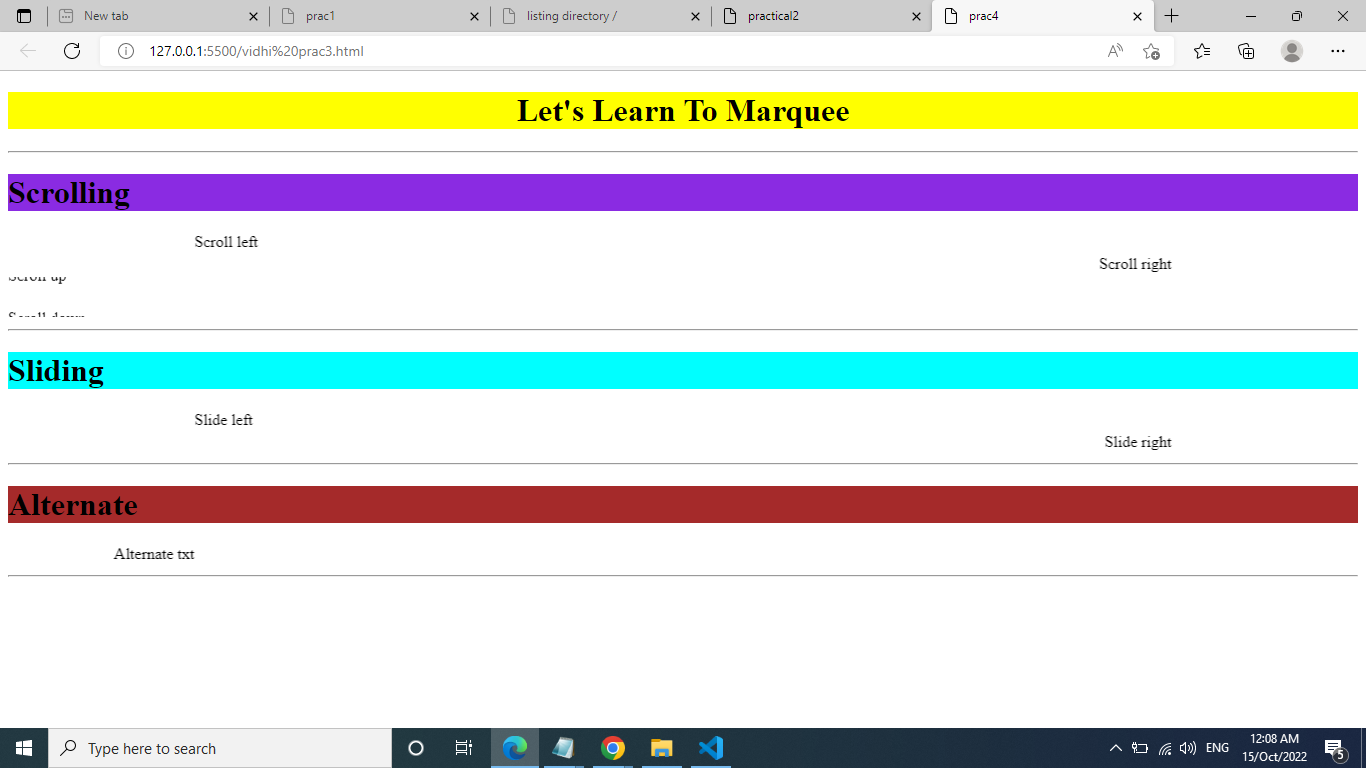 New tab
prac1
listing directory /
practical2
prac4
127.0.0.1:5500/vidhi%20prac3.html
Let's Learn To Marquee
Scrolling
Scroll left
Scroll right
Scroll up
Scroll down
Sliding
Slide left
Slide right
Alternate
Alternate txt
Type here to search
ENG
12:08 AM
15/Oct/2022
5